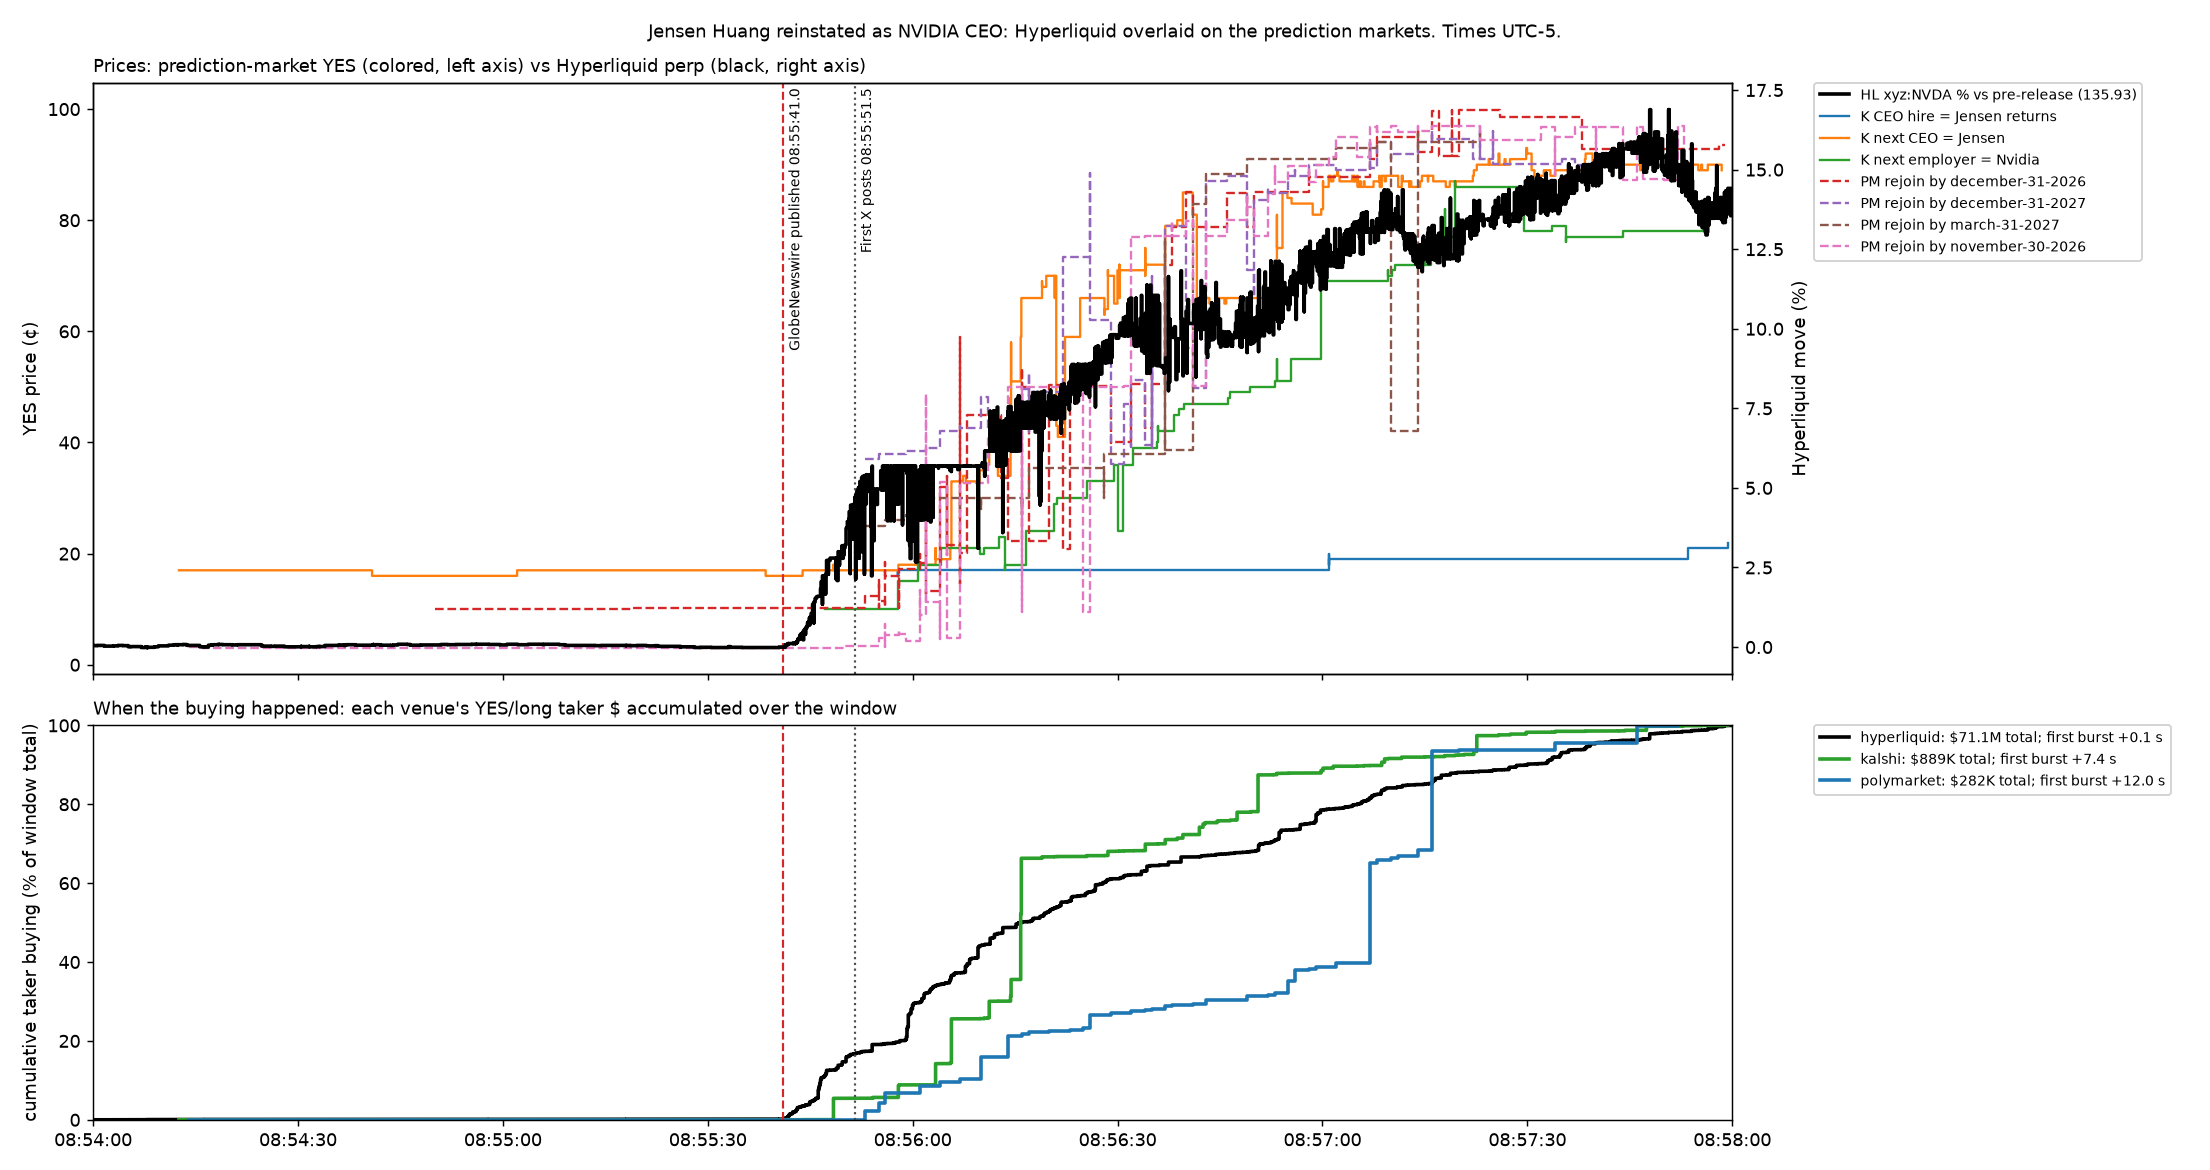 Jensen Huang reinstated as NVIDIA CEO: Hyperliquid overlaid on the prediction markets. Times UTC-5.
Prices: prediction-market YES (colored, left axis) vs Hyperliquid perp (black, right axis)
YES price (¢)
100
80
60
40
20
0
GlobeNewswire published 08:55:41.0
First X posts 08:55:51.5
17.5
15.0
12.5
10.0
7.5
5.0
2.5
0.0
Hyperliquid move (%)
HL xyz:NVDA % vs pre-release (135.93)
K CEO hire = Jensen returns
K next CEO = Jensen
K next employer = Nvidia
PM rejoin by december-31-2026
PM rejoin by december-31-2027
PM rejoin by march-31-2027
PM rejoin by november-30-2026
When the buying happened: each venue's YES/long taker $ accumulated over the window
cumulative taker buying (% of window total)
100
80
60
40
20
0
08:54:00
08:54:30
08:55:00
08:55:30
08:56:00
08:56:30
08:57:00
08:57:30
08:58:00
hyperliquid: $71.1M total; first burst +0.1 s
kalshi: $889K total; first burst +7.4 s
polymarket: $282K total; first burst +12.0 s